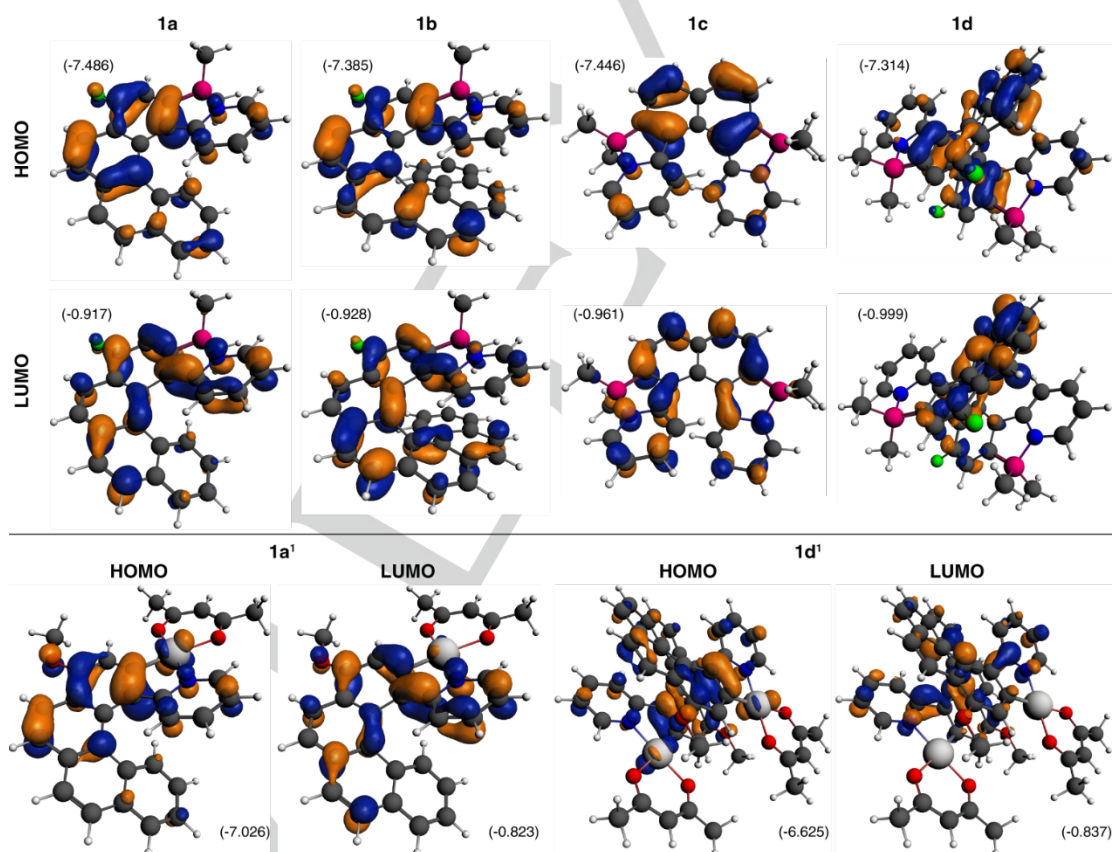 1a 1b 1c 1d
HOMO
(-7.486) (-7.385) (-7.446) (-7.314)
LUMO
(-0.917) (-0.928) (-0.961) (-0.999)
1a¹ 1d¹
HOMO LUMO HOMO LUMO
(-7.026) (-0.823) (-6.625) (-0.837)